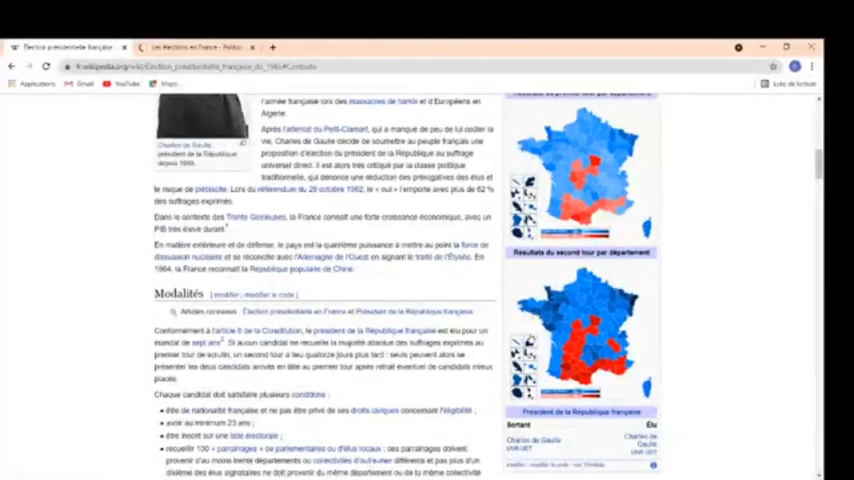 Élection présidentielle française
Les élections en France - Politiq
fr.wikipedia.org/wiki/Élection_présidentielle_française_de_1965#Contexte
Applications
Gmail
YouTube
Maps
Liste de lecture
Charles de Gaulle,
président de la République
depuis 1959.
l'armée française lors des massacres de harkis et d'Européens en
Algérie.
Après l'attentat du Petit-Clamart, qui a manqué de peu de lui coûter la
vie, Charles de Gaulle décide de soumettre au peuple français une
proposition d'élection du président de la République au suffrage
universel direct. Il est alors très critiqué par la classe politique
traditionnelle, qui dénonce une réduction des prérogatives des élus et
le risque de plébiscite. Lors du référendum du 28 octobre 1962, le « oui » l'emporte avec plus de 62 %
des suffrages exprimés.
Dans le contexte des Trente Glorieuses, la France connaît une forte croissance économique, avec un
PIB très élevé durant1.
En matière extérieure et de défense, le pays est la quatrième puissance à mettre au point la force de
dissuasion nucléaire et se réconcilie avec l'Allemagne de l'Ouest en signant le traité de l'Élysée. En
1964, la France reconnaît la République populaire de Chine.
Modalités [ modifier | modifier le code ]
Articles connexes : Élection présidentielle en France et Président de la République française.
Conformément à l'article 6 de la Constitution, le président de la République française est élu pour un
mandat de sept ans2. Si aucun candidat ne recueille la majorité absolue des suffrages exprimés au
premier tour de scrutin, un second tour a lieu quatorze jours plus tard : seuls peuvent alors se
présenter les deux candidats arrivés en tête au premier tour après retrait éventuel de candidats mieux
placés.
Chaque candidat doit satisfaire plusieurs conditions :
• être de nationalité française et ne pas être privé de ses droits civiques concernant l'éligibilité ;
• avoir au minimum 23 ans ;
• être inscrit sur une liste électorale ;
• recueillir 100 « parrainages » de parlementaires ou d'élus locaux ; ces parrainages doivent
provenir d'au moins trente départements ou collectivités d'outre-mer différents et pas plus d'un
dixième des élus signataires ne doit provenir du même département ou de la même collectivité
Résultats du premier tour par département
Résultats du second tour par département
Président de la République française
Sortant Élu
Charles de Gaulle
UNR-UDT
Charles de
Gaulle
UNR-UDT
modifier - modifier le code - voir Wikidata